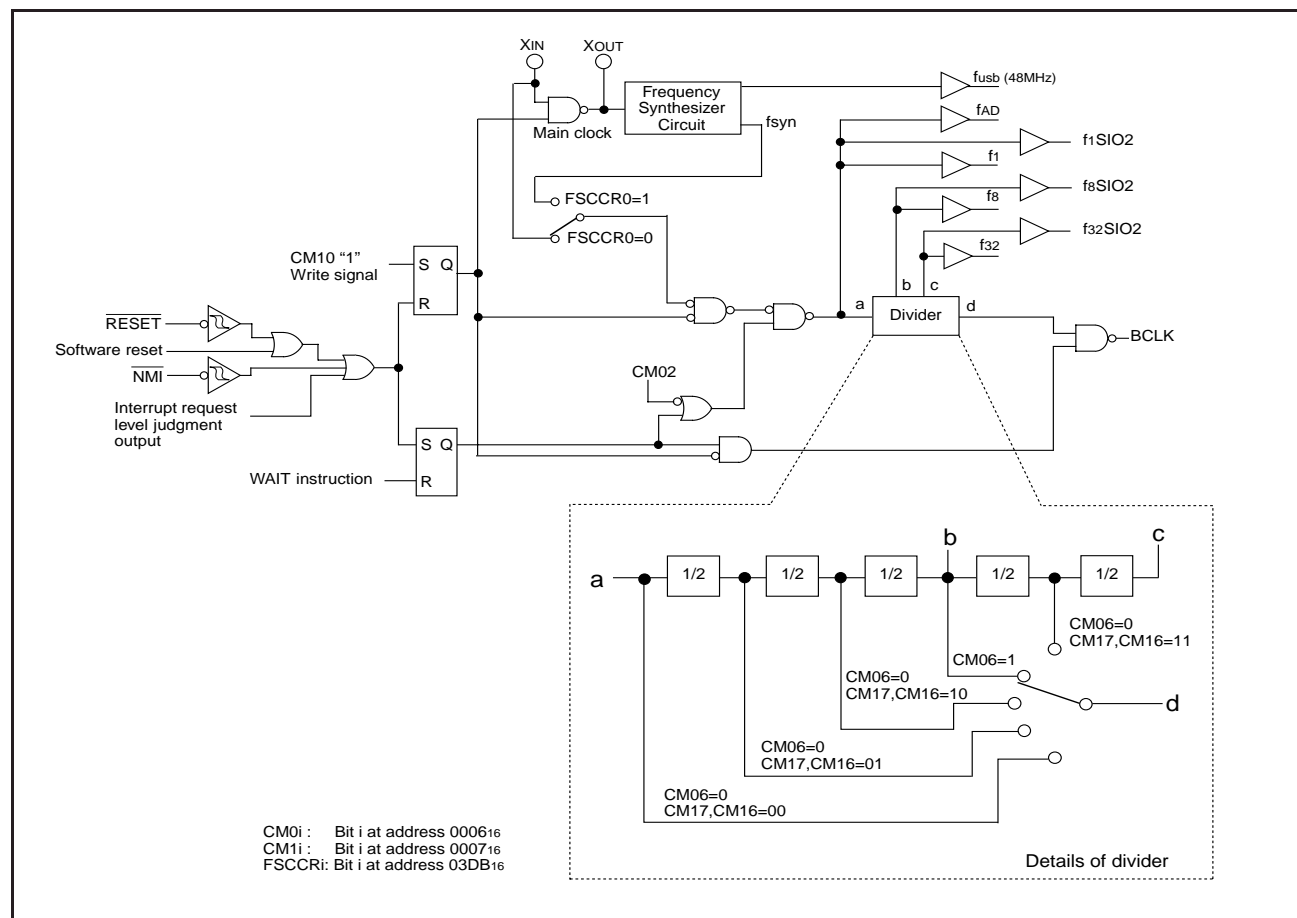 XIN
XOUT
Frequency
Synthesizer
Circuit
Main clock
fsyn
fusb (48MHz)
fAD
f1SIO2
f1
f8SIO2
f8
f32SIO2
f32
FSCCR0=1
FSCCR0=0
CM10 “1”
Write signal
S Q
R
RESET
Software reset
NMI
Interrupt request
level judgment
output
CM02
a
b
c
d
Divider
BCLK
S Q
R
WAIT instruction
a
1/2
1/2
1/2
b
1/2
1/2
c
CM06=0
CM17,CM16=11
CM06=1
CM06=0
CM17,CM16=10
d
CM06=0
CM17,CM16=01
CM06=0
CM17,CM16=00
Details of divider
CM0i : Bit i at address 000616
CM1i : Bit i at address 000716
FSCCRi: Bit i at address 03DB16